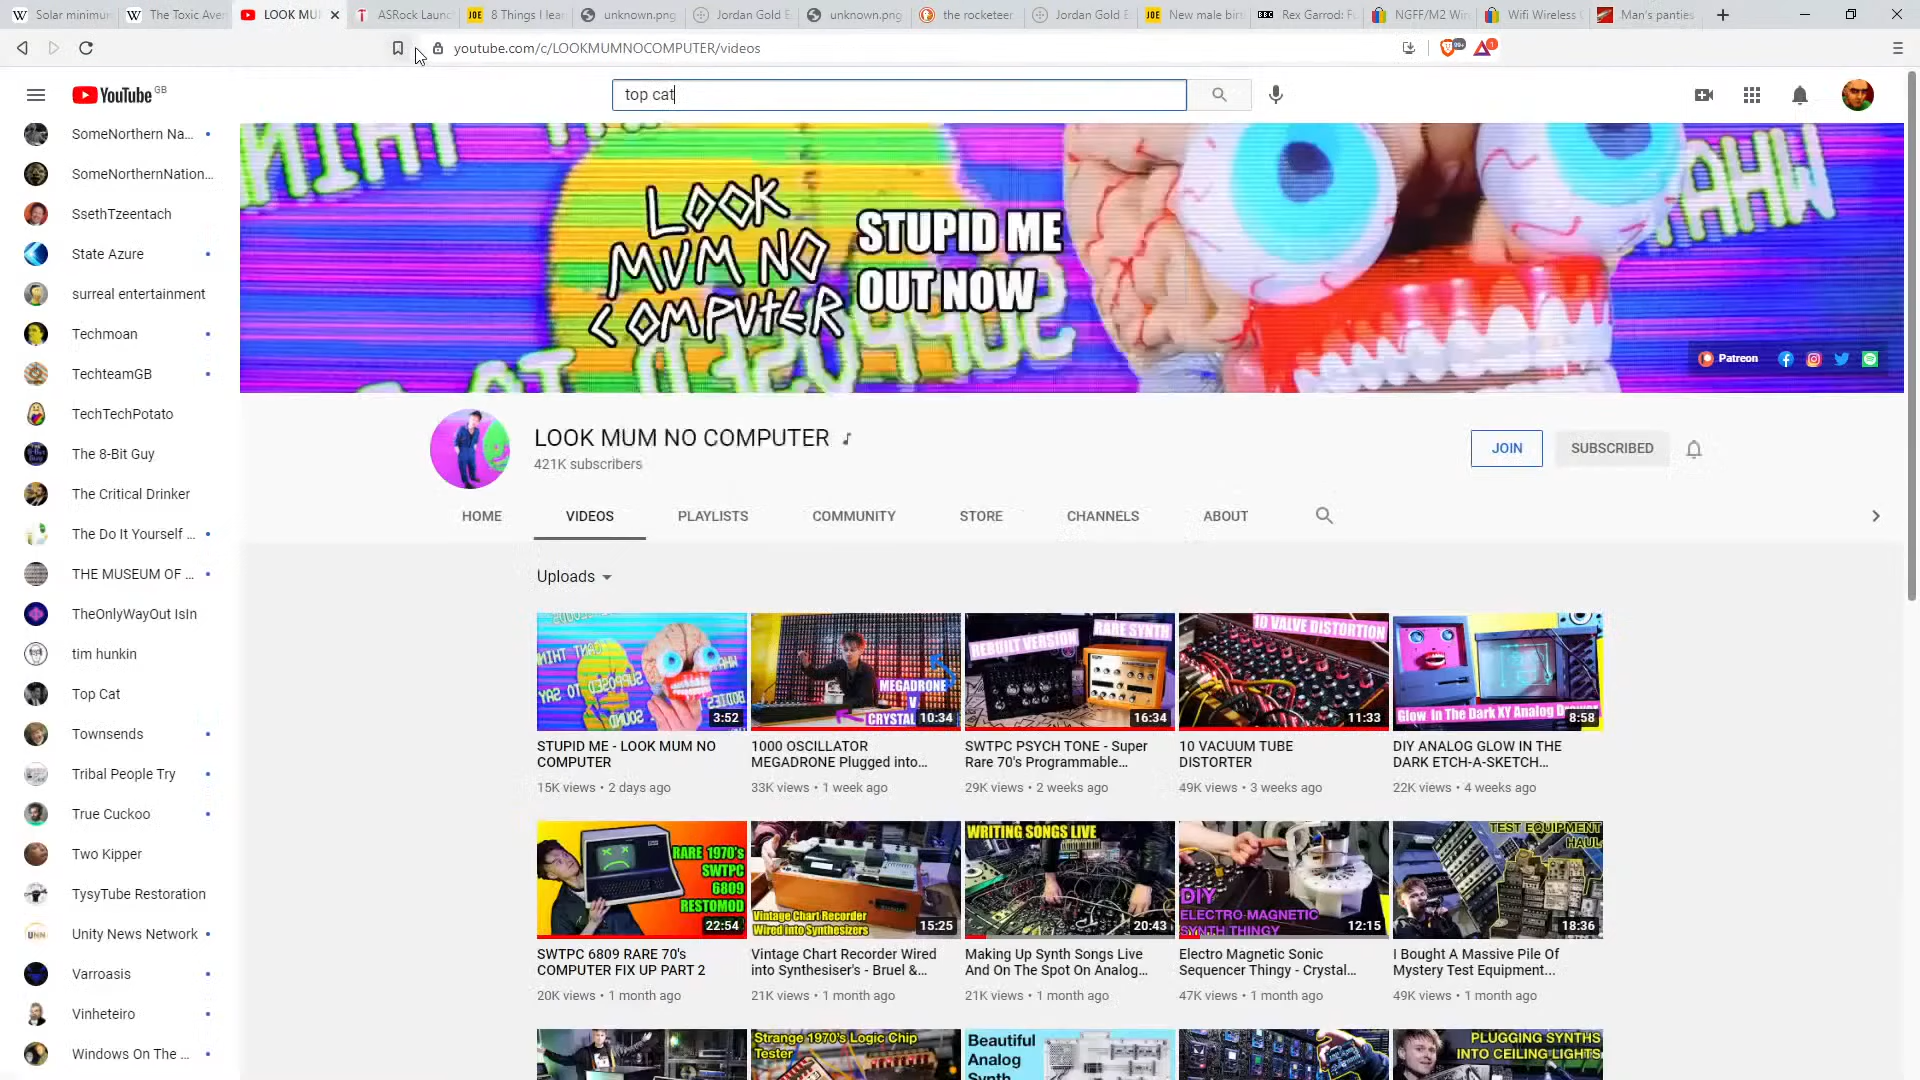 Solar minimum
The Toxic Ave
LOOK MU
ASRock Launc
8 Things I lear
unknown.png
Jordan Gold E
unknown.png
the rocketeer
Jordan Gold E
New male bir
Rex Garrod: F
NGFF/M2 Wir
Wifi Wireless
Man's panties
youtube.com/c/LOOKMUMNOCOMPUTER/videos
YouTube GB
top cat
SomeNorthern Na...
SomeNorthernNation...
SsethTzeentach
State Azure
surreal entertainment
Techmoan
TechteamGB
TechTechPotato
The 8-Bit Guy
The Critical Drinker
The Do It Yourself ...
THE MUSEUM OF ...
TheOnlyWayOut IsIn
tim hunkin
Top Cat
Townsends
Tribal People Try
True Cuckoo
Two Kipper
TysyTube Restoration
Unity News Network
Varroasis
Vinheteiro
Windows On The ...
LOOK MUM NO COMPUTER
STUPID ME
OUT NOW
Patreon
LOOK MUM NO COMPUTER
421K subscribers
JOIN
SUBSCRIBED
HOME
VIDEOS
PLAYLISTS
COMMUNITY
STORE
CHANNELS
ABOUT
Uploads
3:52
STUPID ME - LOOK MUM NO
COMPUTER
15K views • 2 days ago
MEGADRONE
V
CRYSTAL
10:34
1000 OSCILLATOR
MEGADRONE Plugged into...
33K views • 1 week ago
REBUILT VERSION
RARE SYNTH
16:34
SWTPC PSYCH TONE - Super
Rare 70's Programmable...
29K views • 2 weeks ago
10 VALVE DISTORTION
11:33
10 VACUUM TUBE
DISTORTER
49K views • 3 weeks ago
Glow In The Dark XY Analog
8:58
DIY ANALOG GLOW IN THE
DARK ETCH-A-SKETCH...
22K views • 4 weeks ago
RARE 1970's
SWTPC
6809
RESTOMOD
22:54
SWTPC 6809 RARE 70's
COMPUTER FIX UP PART 2
20K views • 1 month ago
Vintage Chart Recorder
Wired into Synthesizers
15:25
Vintage Chart Recorder Wired
into Synthesiser's - Bruel &...
21K views • 1 month ago
WRITING SONGS LIVE
20:43
Making Up Synth Songs Live
And On The Spot On Analog...
21K views • 1 month ago
DIY
ELECTRO-MAGNETIC
SYNTH THINGY
12:15
Electro Magnetic Sonic
Sequencer Thingy - Crystal...
47K views • 1 month ago
TEST EQUIPMENT
HAUL
18:36
I Bought A Massive Pile Of
Mystery Test Equipment...
49K views • 1 month ago
Strange 1970's Logic Chip
Tester
Beautiful
Analog
Synth
PLUGGING SYNTHS
INTO CEILING LIGHTS